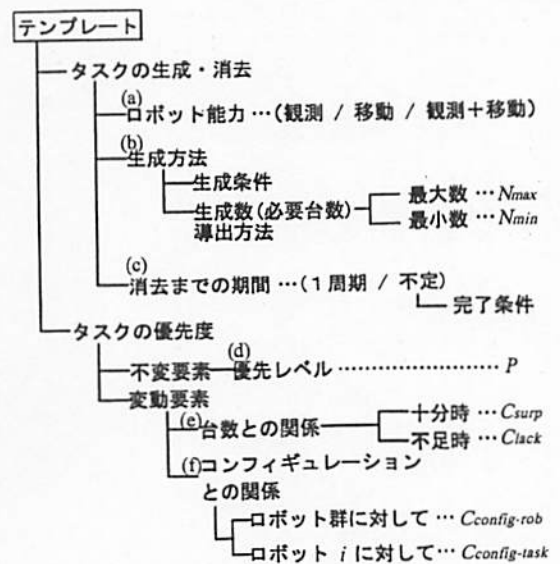 テンプレート
タスクの生成・消去
(a)
ロボット能力 …(観測 / 移動 / 観測+移動)
(b)
生成方法
生成条件
生成数(必要台数) 最大数 … Nmax
導出方法 最小数 … Nmin
(c)
消去までの期間 …(1周期 / 不定)
完了条件
タスクの優先度
(d)
不変要素 優先レベル …………………… P
変動要素
(e) 台数との関係 十分時 … Csurp
不足時 … Clack
(f) コンフィギュレーション
との関係
ロボット群に対して … Cconfig-rob
ロボット i に対して … Cconfig-task